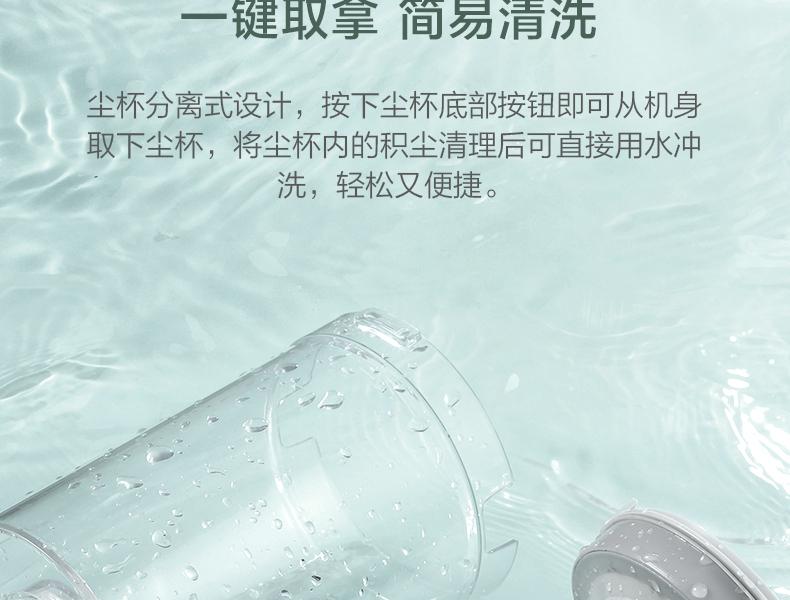 一键取拿 简易清洗
尘杯分离式设计，按下尘杯底部按钮即可从机身
取下尘杯，将尘杯内的积尘清理后可直接用水冲
洗，轻松又便捷。